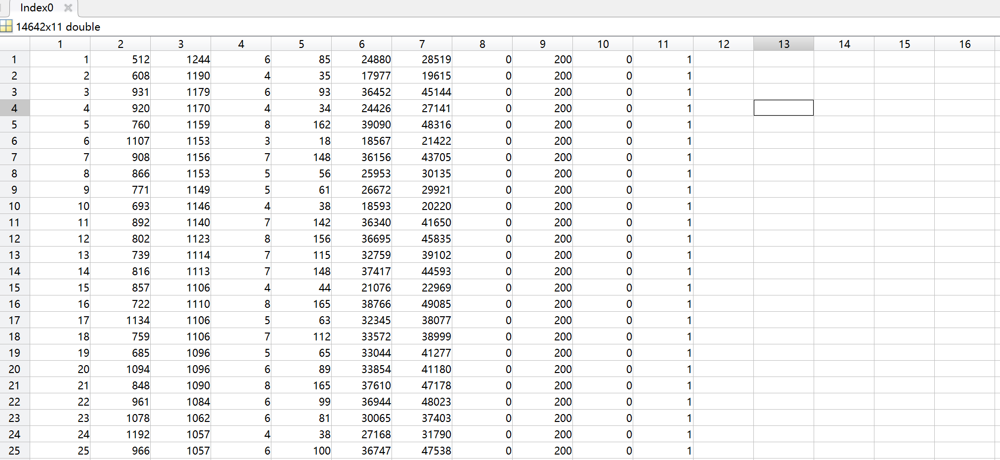 Index0
14642x11 double
1 2 3 4 5 6 7 8 9 10 11 12 13 14 15 16
1 1 512 1244 6 85 24880 28519 0 200 0 1
2 2 608 1190 4 35 17977 19615 0 200 0 1
3 3 931 1179 6 93 36452 45144 0 200 0 1
4 4 920 1170 4 34 24426 27141 0 200 0 1
5 5 760 1159 8 162 39090 48316 0 200 0 1
6 6 1107 1153 3 18 18567 21422 0 200 0 1
7 7 908 1156 7 148 36156 43705 0 200 0 1
8 8 866 1153 5 56 25953 30135 0 200 0 1
9 9 771 1149 5 61 26672 29921 0 200 0 1
10 10 693 1146 4 38 18593 20220 0 200 0 1
11 11 892 1140 7 142 36340 41650 0 200 0 1
12 12 802 1123 8 156 36695 45835 0 200 0 1
13 13 739 1114 7 115 32759 39102 0 200 0 1
14 14 816 1113 7 148 37417 44593 0 200 0 1
15 15 857 1106 4 44 21076 22969 0 200 0 1
16 16 722 1110 8 165 38766 49085 0 200 0 1
17 17 1134 1106 5 63 32345 38077 0 200 0 1
18 18 759 1106 7 112 33572 38999 0 200 0 1
19 19 685 1096 5 65 33044 41277 0 200 0 1
20 20 1094 1096 6 89 33854 41180 0 200 0 1
21 21 848 1090 8 165 37610 47178 0 200 0 1
22 22 961 1084 6 99 36944 48023 0 200 0 1
23 23 1078 1062 6 81 30065 37403 0 200 0 1
24 24 1192 1057 4 38 27168 31790 0 200 0 1
25 25 966 1057 6 100 36747 47538 0 200 0 1